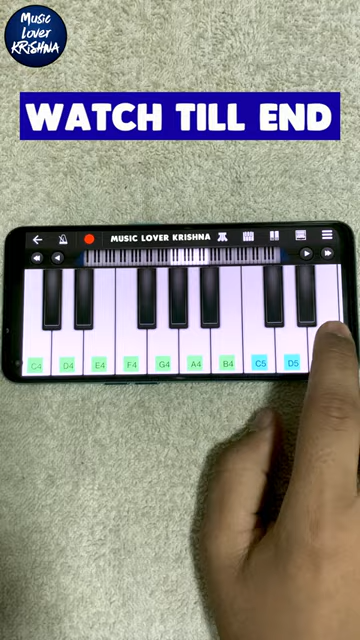 Music
Lover
KRiSHNA
WATCH TILL END
MUSIC LOVER KRISHNA
C4 D4 E4 F4 G4 A4 B4 C5 D5